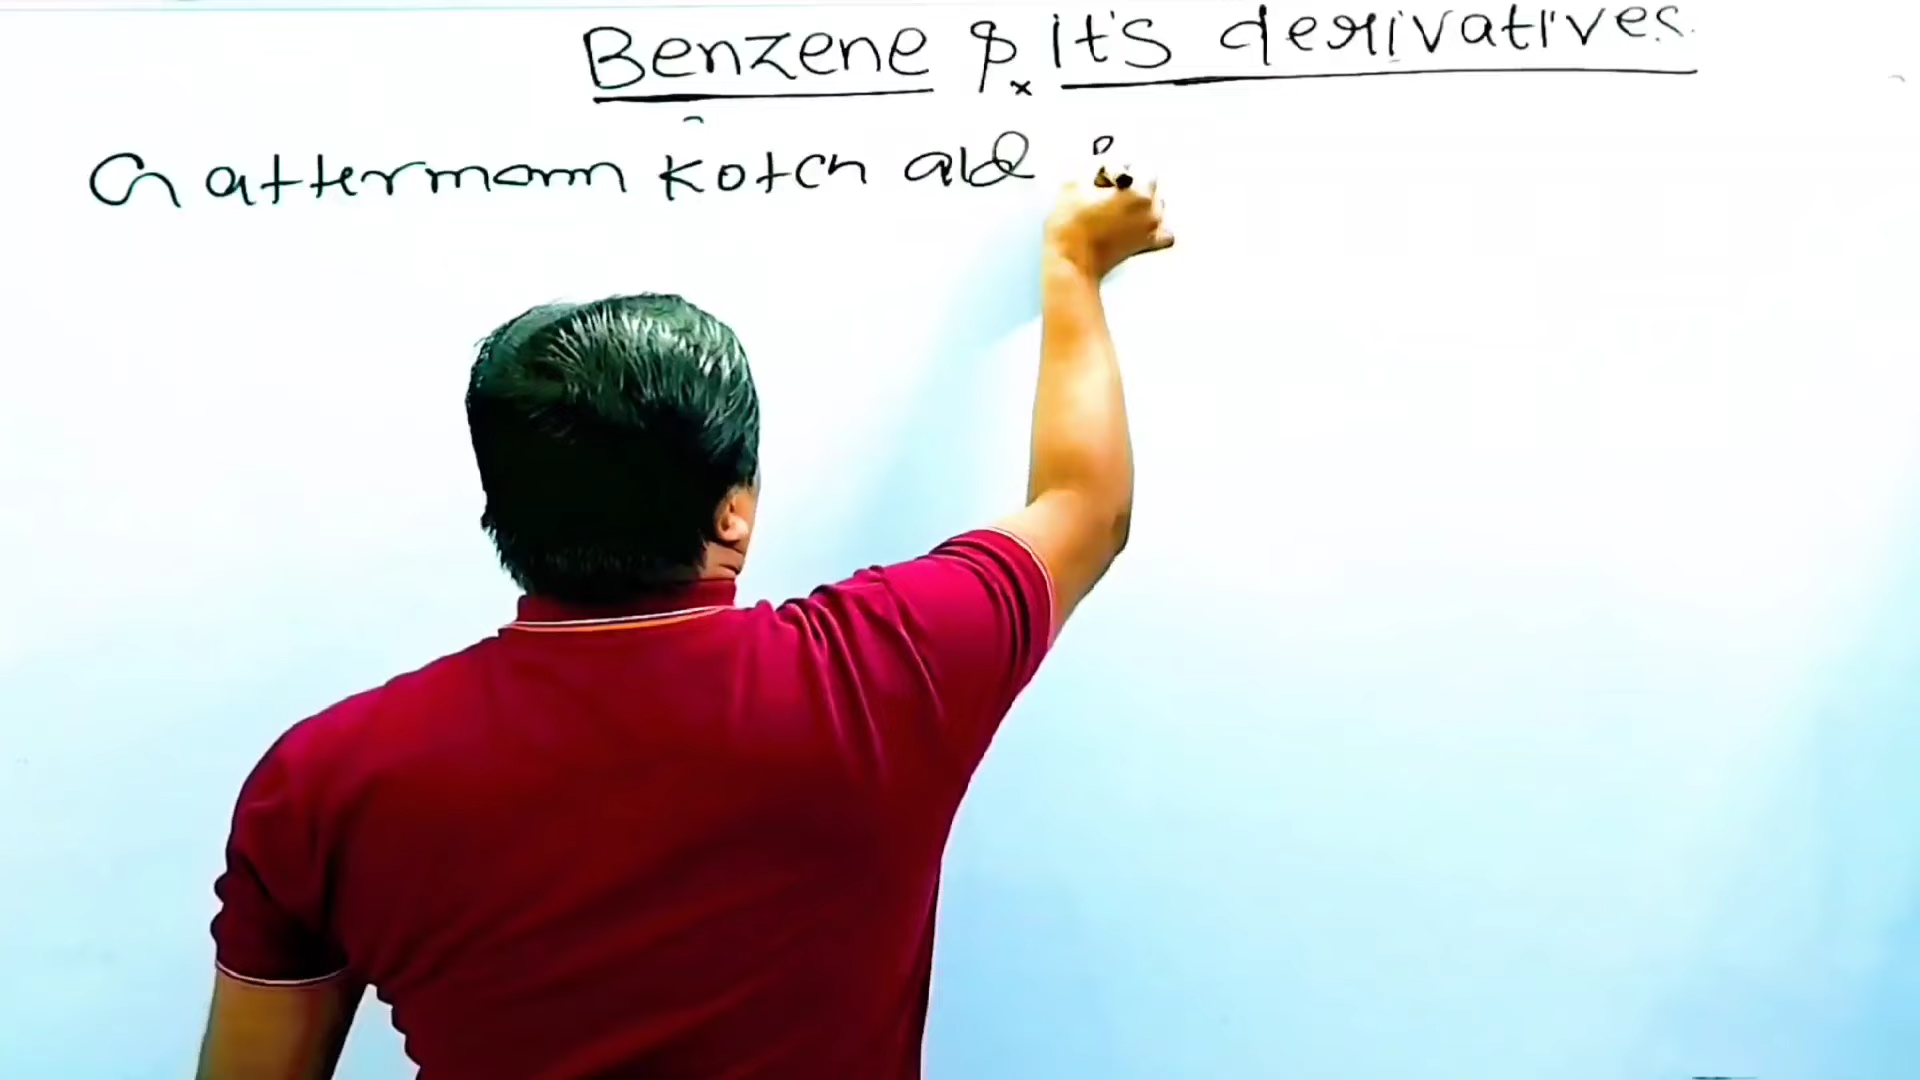 Benzene & it's derivatives
Gattermann Kotch ald